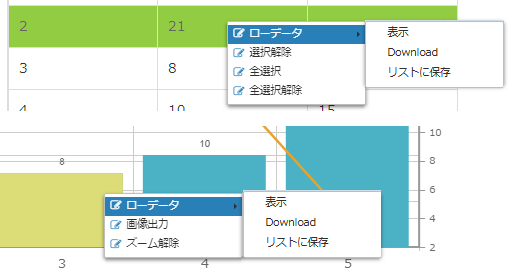 2 21
ローデータ 表示
3 8 選択解除 Download
全選択 リストに保存
全選択解除
4 10 15
10
10
8
8
6
ローデータ 表示
画像出力 Download 4
ズーム解除 リストに保存
2
3 4 5